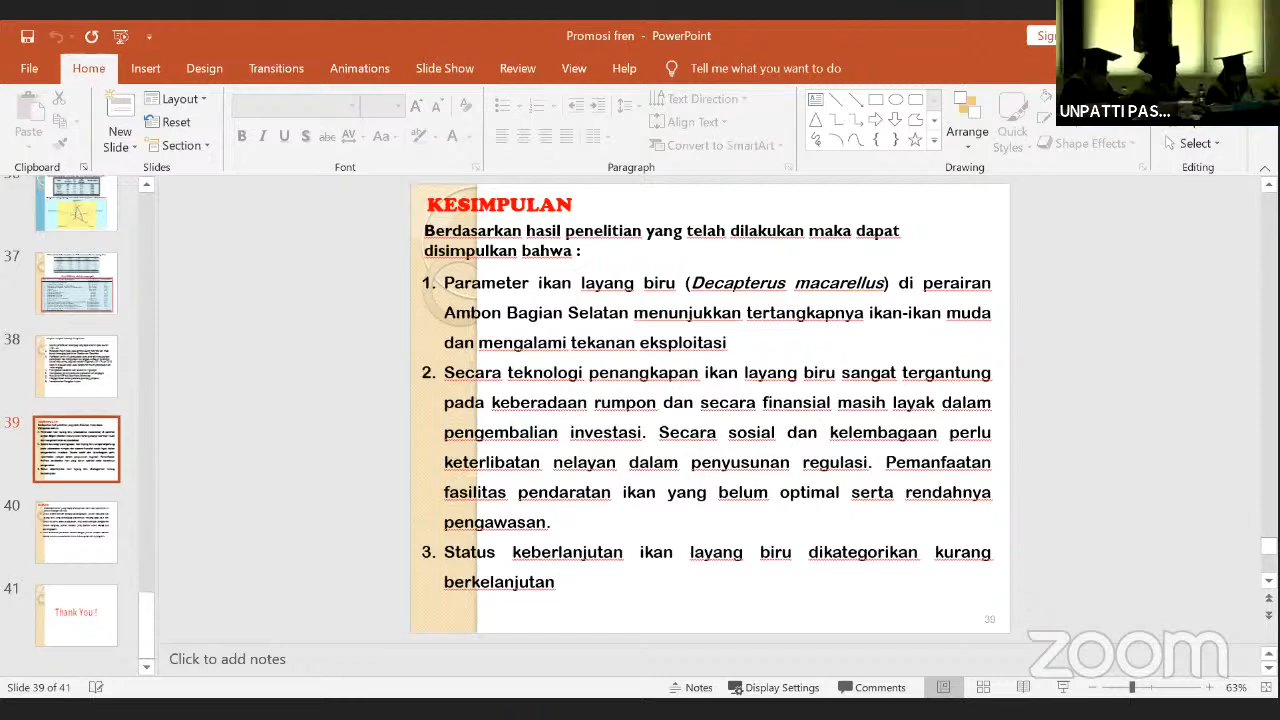 Promosi fren - PowerPoint
Sign
File Home Insert Design Transitions Animations Slide Show Review View Help Tell me what you want to do
UNPATTI PAS...
Paste
New Slide
Layout
Reset
Section
B I U S abc AV Aa A
Text Direction
Align Text
Convert to SmartArt
Arrange
Quick Styles
Shape Effects
Select
Clipboard Slides Font Paragraph Drawing Editing
37
38
39
40
41
Thank You!
KESIMPULAN
Berdasarkan hasil penelitian yang telah dilakukan maka dapat
disimpulkan bahwa :
1. Parameter ikan layang biru (Decapterus macarellus) di perairan
Ambon Bagian Selatan menunjukkan tertangkapnya ikan-ikan muda
dan mengalami tekanan eksploitasi
2. Secara teknologi penangkapan ikan layang biru sangat tergantung
pada keberadaan rumpon dan secara finansial masih layak dalam
pengembalian investasi. Secara sosial dan kelembagaan perlu
keterlibatan nelayan dalam penyusunan regulasi. Pemanfaatan
fasilitas pendaratan ikan yang belum optimal serta rendahnya
pengawasan.
3. Status keberlanjutan ikan layang biru dikategorikan kurang
berkelanjutan
39
zoom
Click to add notes
Slide 39 of 41
Notes Display Settings Comments 63%